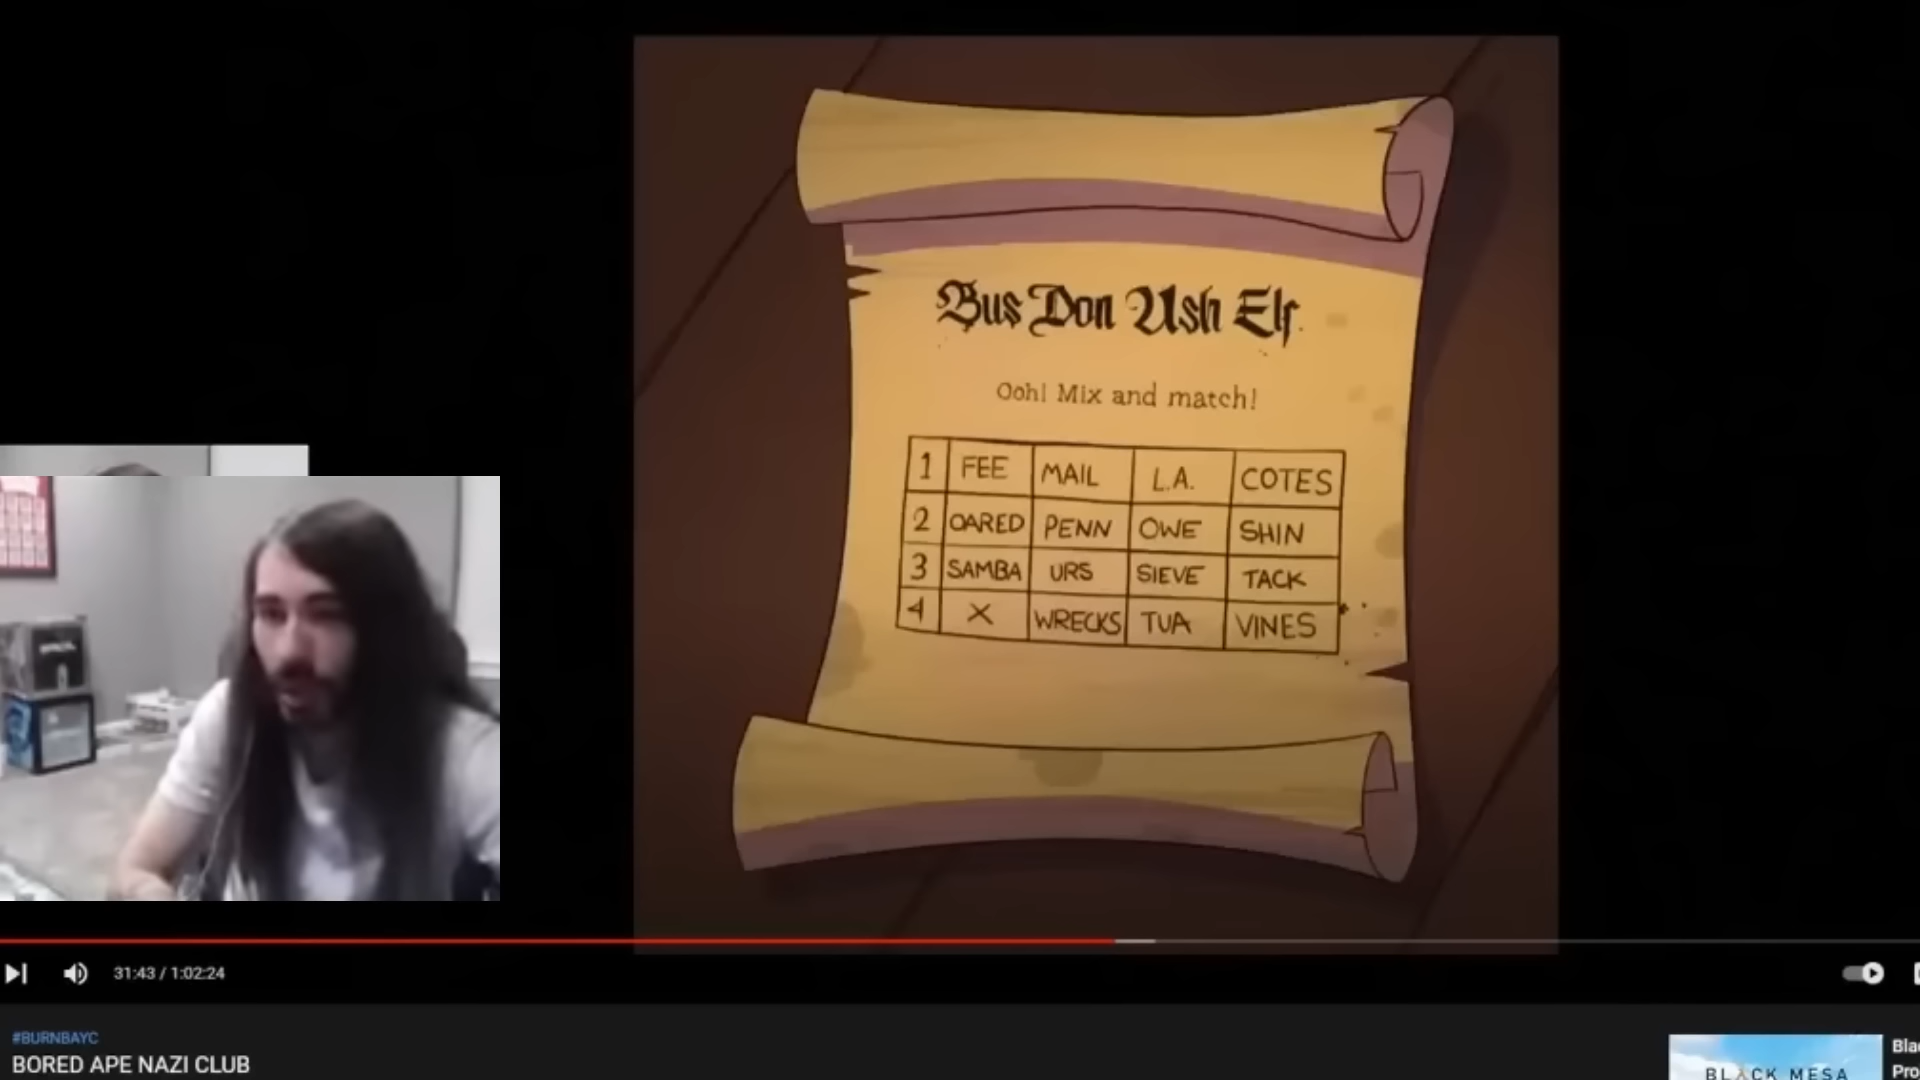 Bus Don Ush Elf
Ooh! Mix and match!
1 FEE MAIL L.A. COTES
2 OARED PENN OWE SHIN
3 SAMBA URS SIEVE TACK
4 X WRECKS TUA VINES
31:43 / 1:02:24
#BURNBAYC
BORED APE NAZI CLUB
BLACK MESA